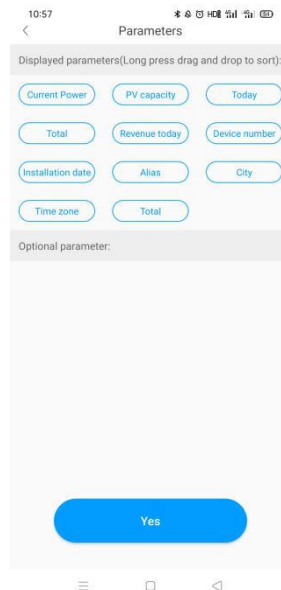 10:57
Parameters
Displayed parameters(Long press drag and drop to sort):
Current Power PV capacity Today
Total Revenue today Device number
Installation date Alias City
Time zone Total
Optional parameter:
Yes